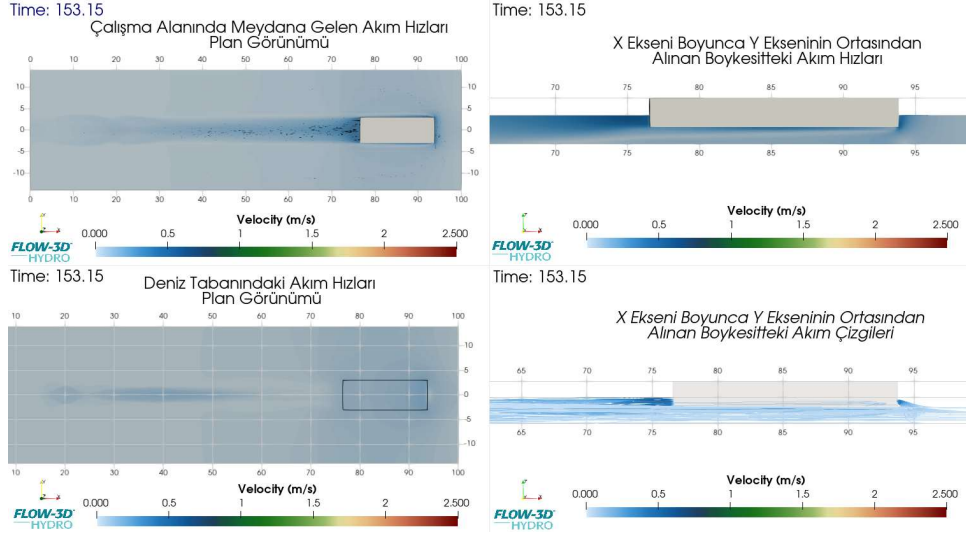 Time: 153.15
Çalışma Alanında Meydana Gelen Akım Hızları
Plan Görünümü
0 10 20 30 40 50 60 70 80 90 100
10 10
5 5
0 0
-5 -5
-10 -10
0 10 20 30 40 50 60 70 80 90 100
Velocity (m/s)
0.000 0.5 1 1.5 2 2.500
FLOW-3D
HYDRO
Time: 153.15
X Ekseni Boyunca Y Ekseninin Ortasından
Alınan Boykesitteki Akım Hızları
70 75 80 85 90 95
70 75 80 85 90 95
Velocity (m/s)
0.000 0.5 1 1.5 2 2.500
FLOW-3D
HYDRO
Time: 153.15
Deniz Tabanındaki Akım Hızları
Plan Görünümü
10 20 30 40 50 60 70 80 90 100
10
5
0
-5
-10
10 20 30 40 50 60 70 80 90 100
Velocity (m/s)
0.000 0.5 1 1.5 2 2.500
FLOW-3D
HYDRO
Time: 153.15
X Ekseni Boyunca Y Ekseninin Ortasından
Alınan Boykesitteki Akım Çizgileri
65 70 75 80 85 90 95
65 70 75 80 85 90 95
Velocity (m/s)
0.000 0.5 1 1.5 2 2.500
FLOW-3D
HYDRO